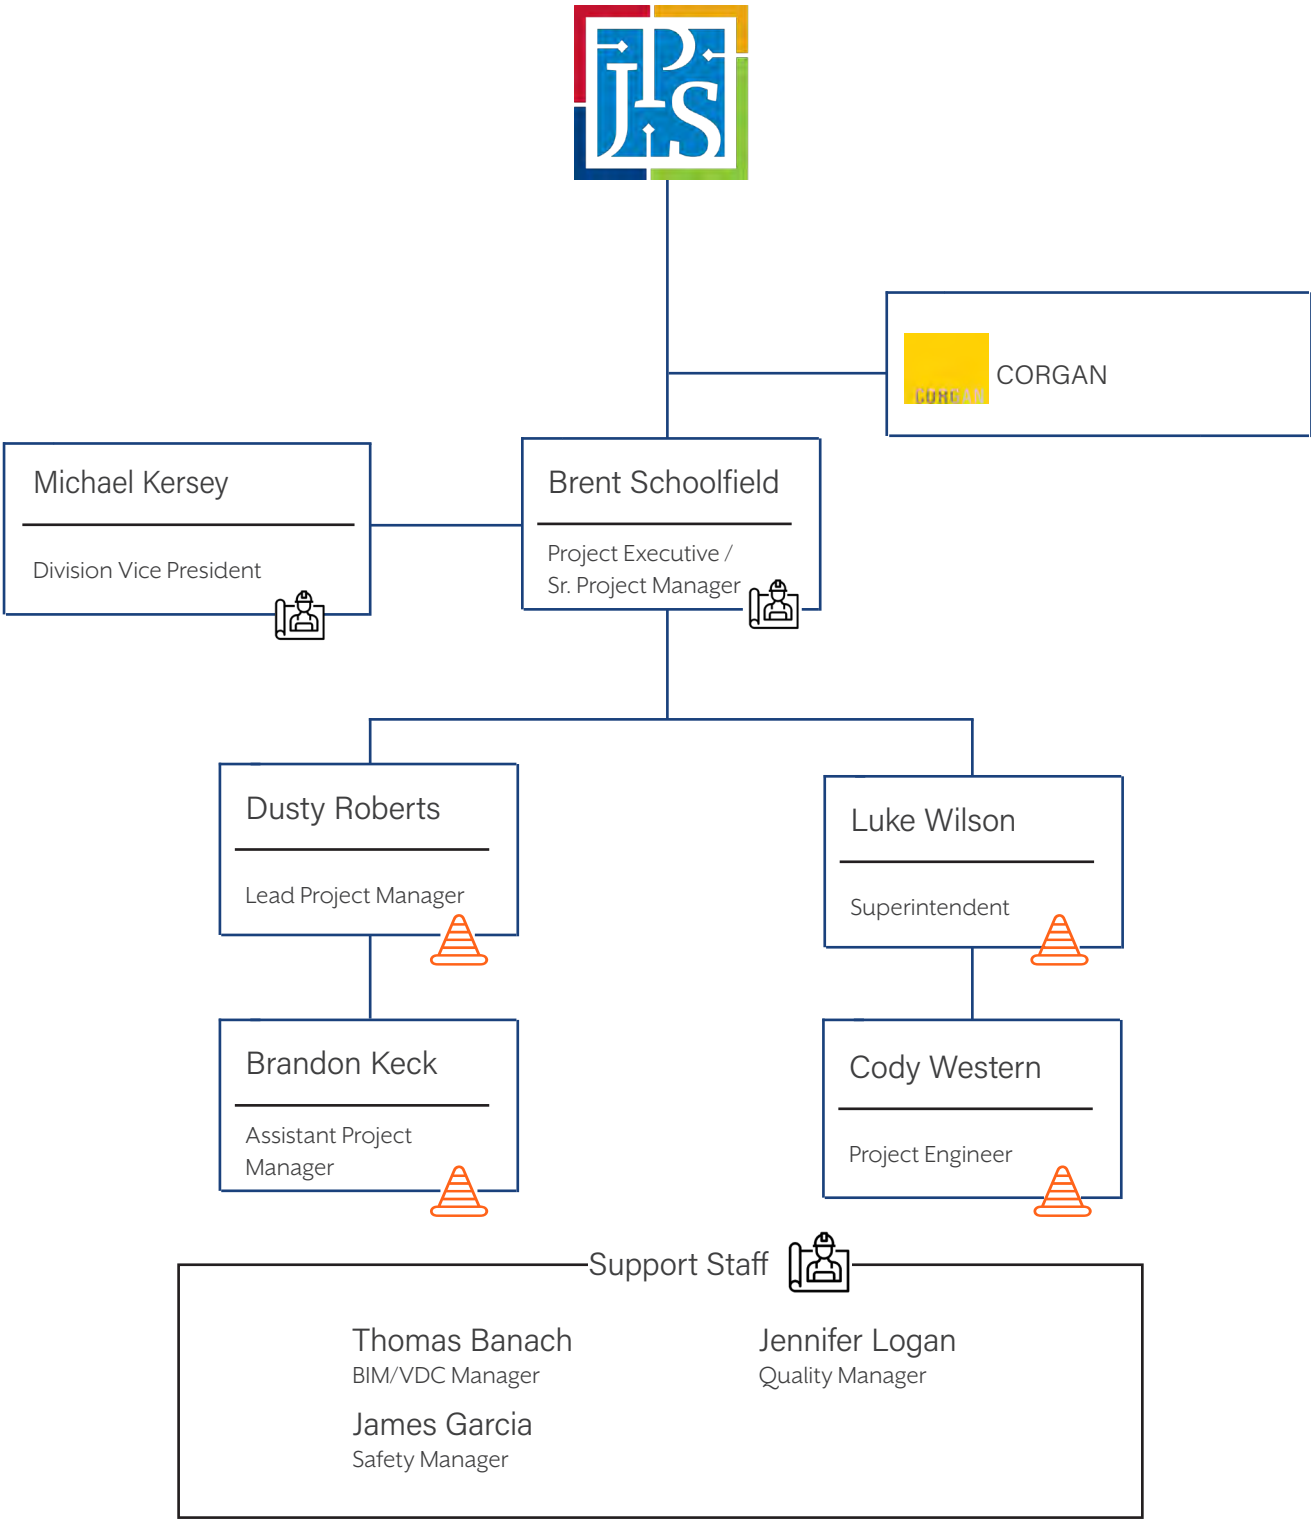 JPS
CORGAN
CORGAN
Michael Kersey
Division Vice President
Brent Schoolfield
Project Executive /
Sr. Project Manager
Dusty Roberts
Lead Project Manager
Luke Wilson
Superintendent
Brandon Keck
Assistant Project
Manager
Cody Western
Project Engineer
Support Staff
Thomas Banach
BIM/VDC Manager
Jennifer Logan
Quality Manager
James Garcia
Safety Manager